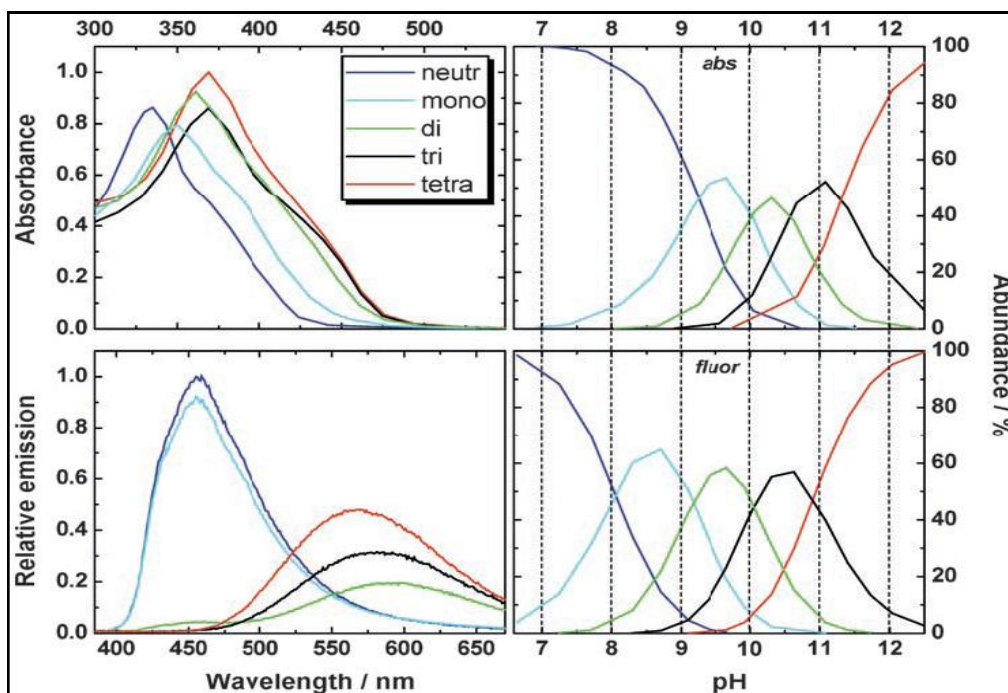 300 350 400 450 500
7 8 9 10 11 12
Absorbance
1.0
0.8
0.6
0.4
0.2
0.0
neutr
mono
di
tri
tetra
abs
100
80
60
40
20
0
Relative emission
1.0
0.8
0.6
0.4
0.2
0.0
fluor
100
80
60
40
20
0
Abundance / %
400 450 500 550 600 650
7 8 9 10 11 12
Wavelength / nm
pH